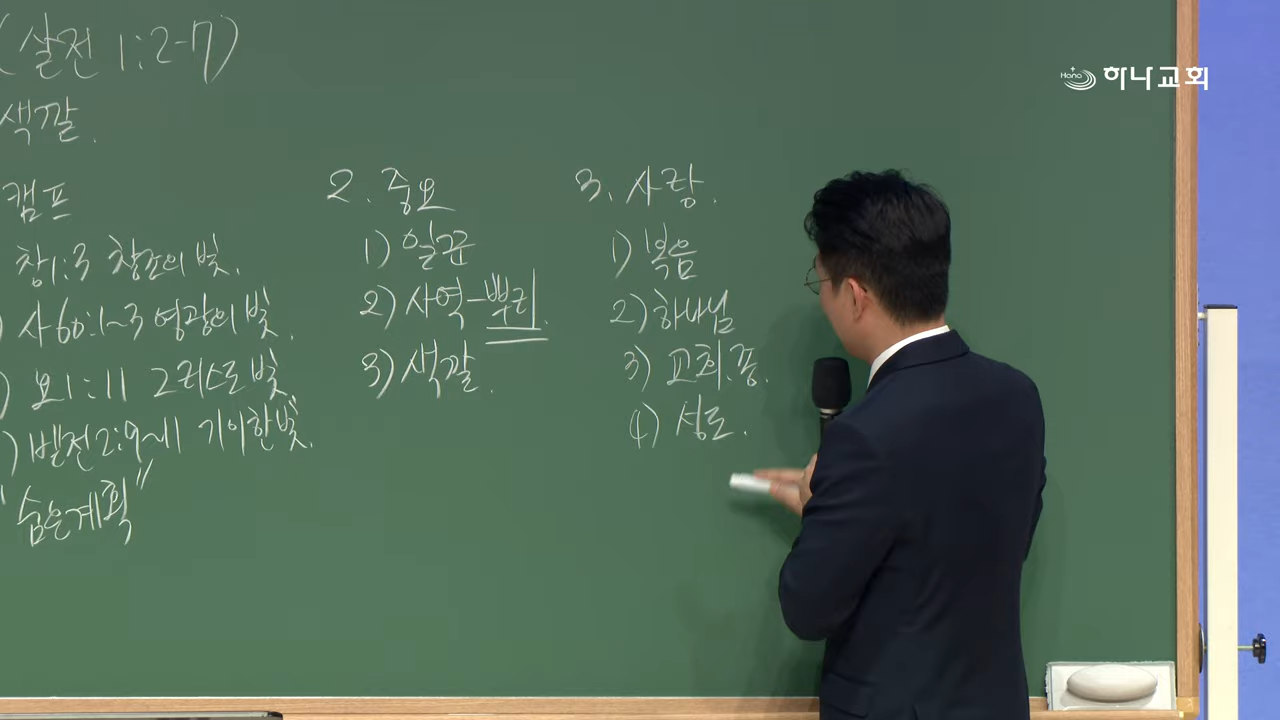 (살전 1:2-7)
색깔.
캠프
창1:3 창조의 빛.
) 사60:1~3 영광의 빛.
) 요1:11 그리스도 빛.
) 벧전2:9~11 기이한 빛.
"숨은계획"
2. 중요
1) 일꾼
2) 사역-뿌리.
3) 색깔.
3. 사랑.
1) 복음
2) 하나님
3) 교회.종.
4) 성도.
Hana 하나교회